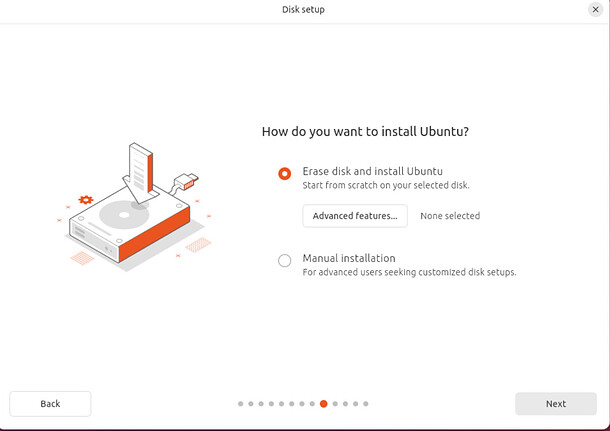 Disk setup
How do you want to install Ubuntu?
Erase disk and install Ubuntu
Start from scratch on your selected disk.
Advanced features...
None selected
Manual installation
For advanced users seeking customized disk setups.
Back
Next